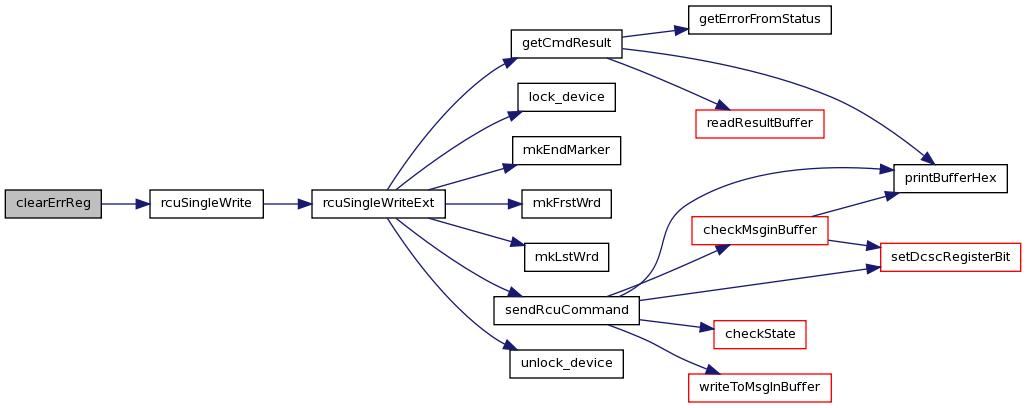 clearErrReg
rcuSingleWrite
rcuSingleWriteExt
getCmdResult
lock_device
mkEndMarker
mkFrstWrd
mkLstWrd
sendRcuCommand
unlock_device
getErrorFromStatus
readResultBuffer
printBufferHex
checkMsginBuffer
setDcscRegisterBit
checkState
writeToMsgInBuffer